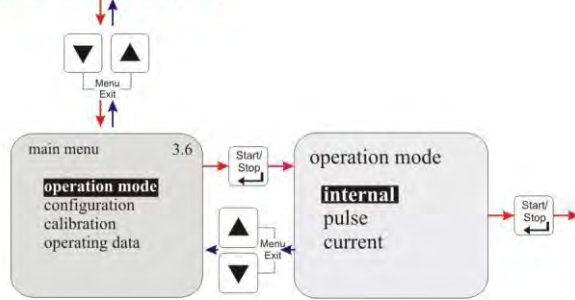 Menu
Exit
main menu 3.6
operation mode
configuration
calibration
operating data
Start/
Stop
Menu
Exit
operation mode
internal
pulse
current
Start/
Stop